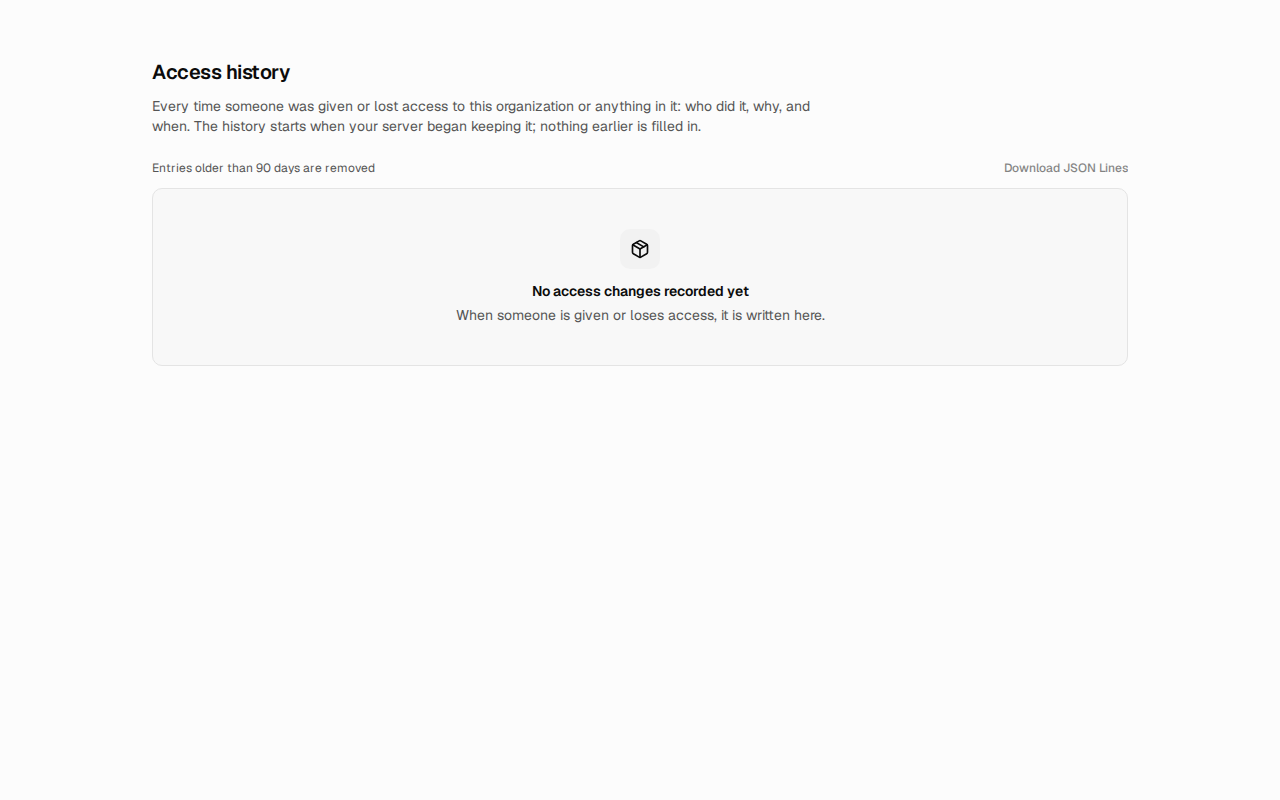 Access history
Every time someone was given or lost access to this organization or anything in it: who did it, why, and
when. The history starts when your server began keeping it; nothing earlier is filled in.
Entries older than 90 days are removed
Download JSON Lines
No access changes recorded yet
When someone is given or loses access, it is written here.